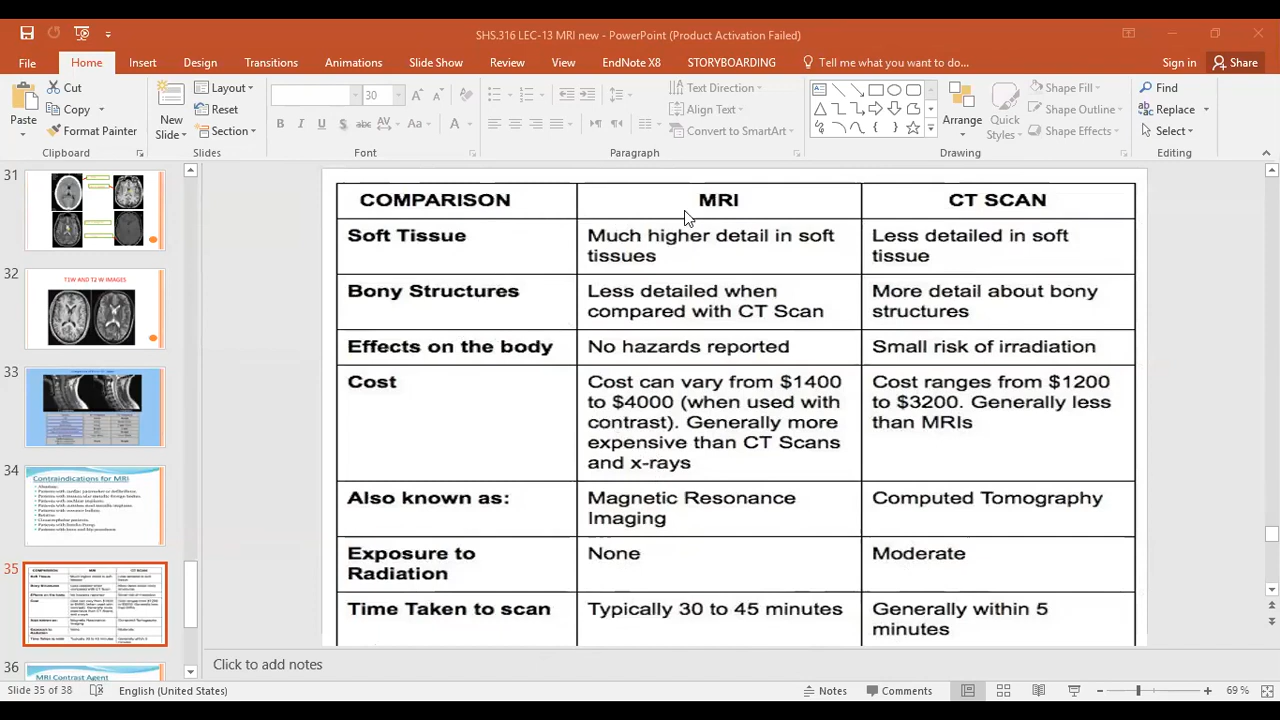 SHS.316 LEC-13 MRI new - PowerPoint (Product Activation Failed)
File Home Insert Design Transitions Animations Slide Show Review View EndNote X8 STORYBOARDING Tell me what you want to do... Sign in Share
Paste
Cut
Copy
Format Painter
Clipboard
New
Slide
Layout
Reset
Section
Slides
30
B I U S abc AV Aa A
Font
Text Direction
Align Text
Convert to SmartArt
Paragraph
Arrange
Quick
Styles
Shape Fill
Shape Outline
Shape Effects
Drawing
Find
Replace
Select
Editing
31
32
T1W AND T2 W IMAGES
33
34
Contraindications for MRI
35
36
MRI Contrast Agent
COMPARISON MRI CT SCAN
Soft Tissue
Much higher detail in soft
tissues
Less detailed in soft
tissue
Bony Structures
Less detailed when
compared with CT Scan
More detail about bony
structures
Effects on the body
No hazards reported
Small risk of irradiation
Cost
Cost can vary from $1400
to $4000 (when used with
contrast). Generally more
expensive than CT Scans
and x-rays
Cost ranges from $1200
to $3200. Generally less
than MRIs
Also known as:
Magnetic Resonance
Imaging
Computed Tomography
Exposure to
Radiation
None
Moderate
Time Taken to scan
Typically 30 to 45 minutes
Generally within 5
minutes
Click to add notes
Slide 35 of 38 English (United States) Notes Comments 69 %